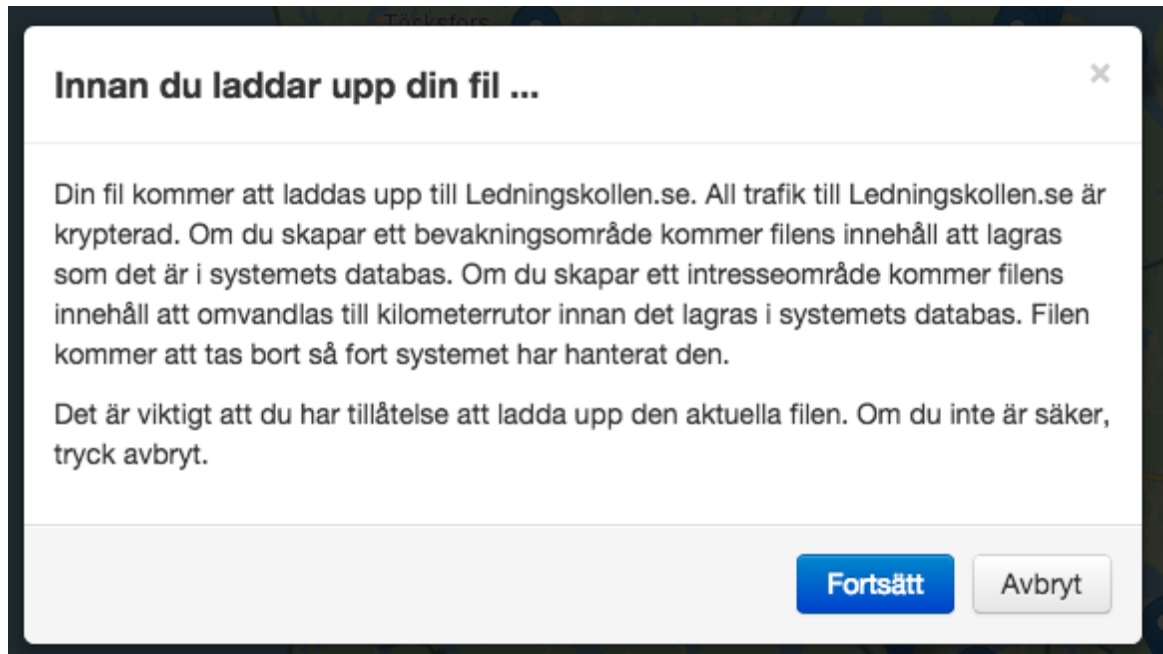 Töcksfors
Innan du laddar upp din fil ...
×
Din fil kommer att laddas upp till Ledningskollen.se. All trafik till Ledningskollen.se är
krypterad. Om du skapar ett bevakningsområde kommer filens innehåll att lagras
som det är i systemets databas. Om du skapar ett intresseområde kommer filens
innehåll att omvandlas till kilometerrutor innan det lagras i systemets databas. Filen
kommer att tas bort så fort systemet har hanterat den.
Det är viktigt att du har tillåtelse att ladda upp den aktuella filen. Om du inte är säker,
tryck avbryt.
Fortsätt Avbryt